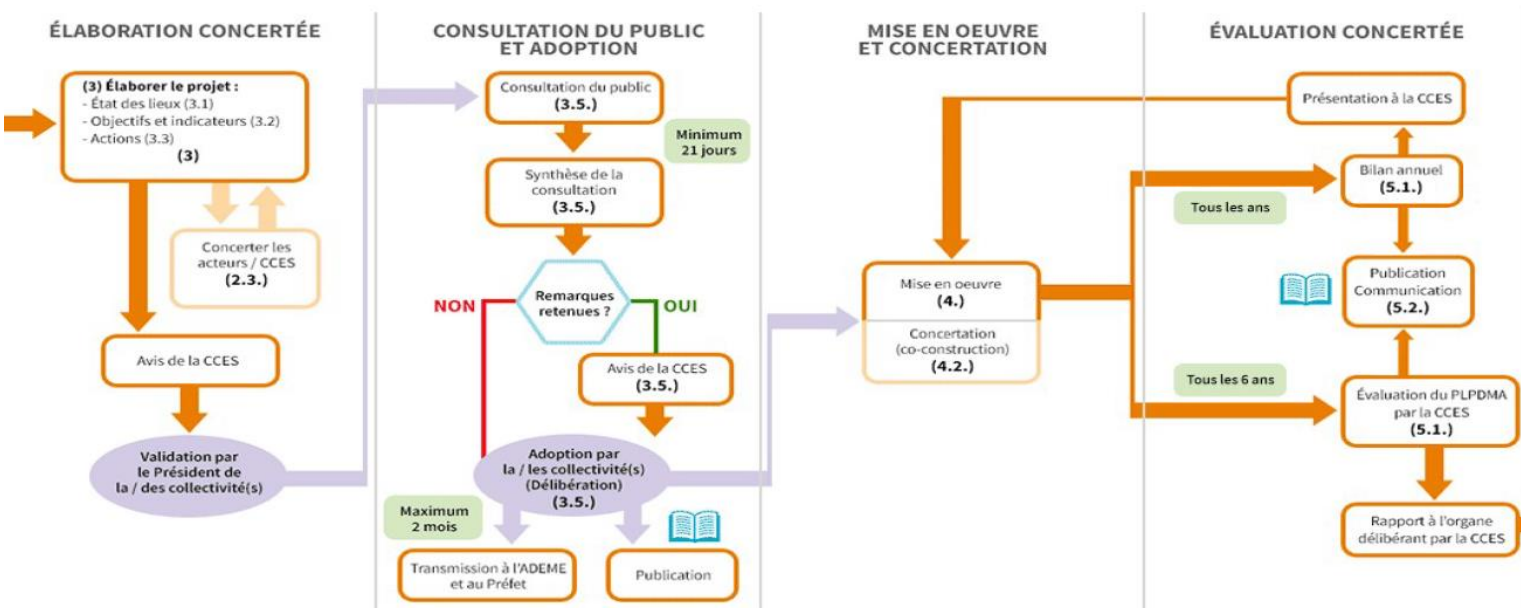 ÉLABORATION CONCERTÉE
(3) Élaborer le projet :
- État des lieux (3.1)
- Objectifs et indicateurs (3.2)
- Actions (3.3)
(3)
Concerter les
acteurs / CCES
(2.3.)
Avis de la CCES
Validation par
le Président de
la / des collectivité(s)
CONSULTATION DU PUBLIC
ET ADOPTION
Consultation du public
(3.5.)
Minimum
21 jours
Synthèse de la
consultation
(3.5.)
Remarques
retenues ?
NON
OUI
Avis de la CCES
(3.5.)
Adoption par
la / les collectivité(s)
(Délibération)
(3.5.)
Maximum
2 mois
Transmission à l'ADEME
et au Préfet
Publication
MISE EN OEUVRE
ET CONCERTATION
Mise en oeuvre
(4.)
Concertation
(co-construction)
(4.2.)
ÉVALUATION CONCERTÉE
Présentation à la CCES
Bilan annuel
(5.1.)
Tous les ans
Publication
Communication
(5.2.)
Tous les 6 ans
Évaluation du PLPDMA
par la CCES
(5.1.)
Rapport à l'organe
délibérant par la CCES